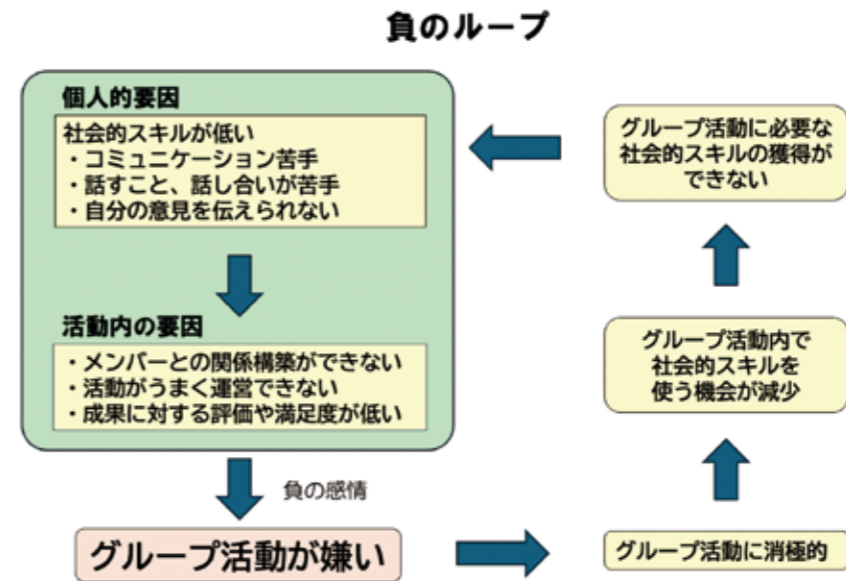 負のループ
個人的要因
社会的スキルが低い
・コミュニケーション苦手
・話すこと、話し合いが苦手
・自分の意見を伝えられない
活動内の要因
・メンバーとの関係構築ができない
・活動がうまく運営できない
・成果に対する評価や満足度が低い
負の感情
グループ活動が嫌い
グループ活動に消極的
グループ活動内で
社会的スキルを
使う機会が減少
グループ活動に必要な
社会的スキルの獲得が
できない